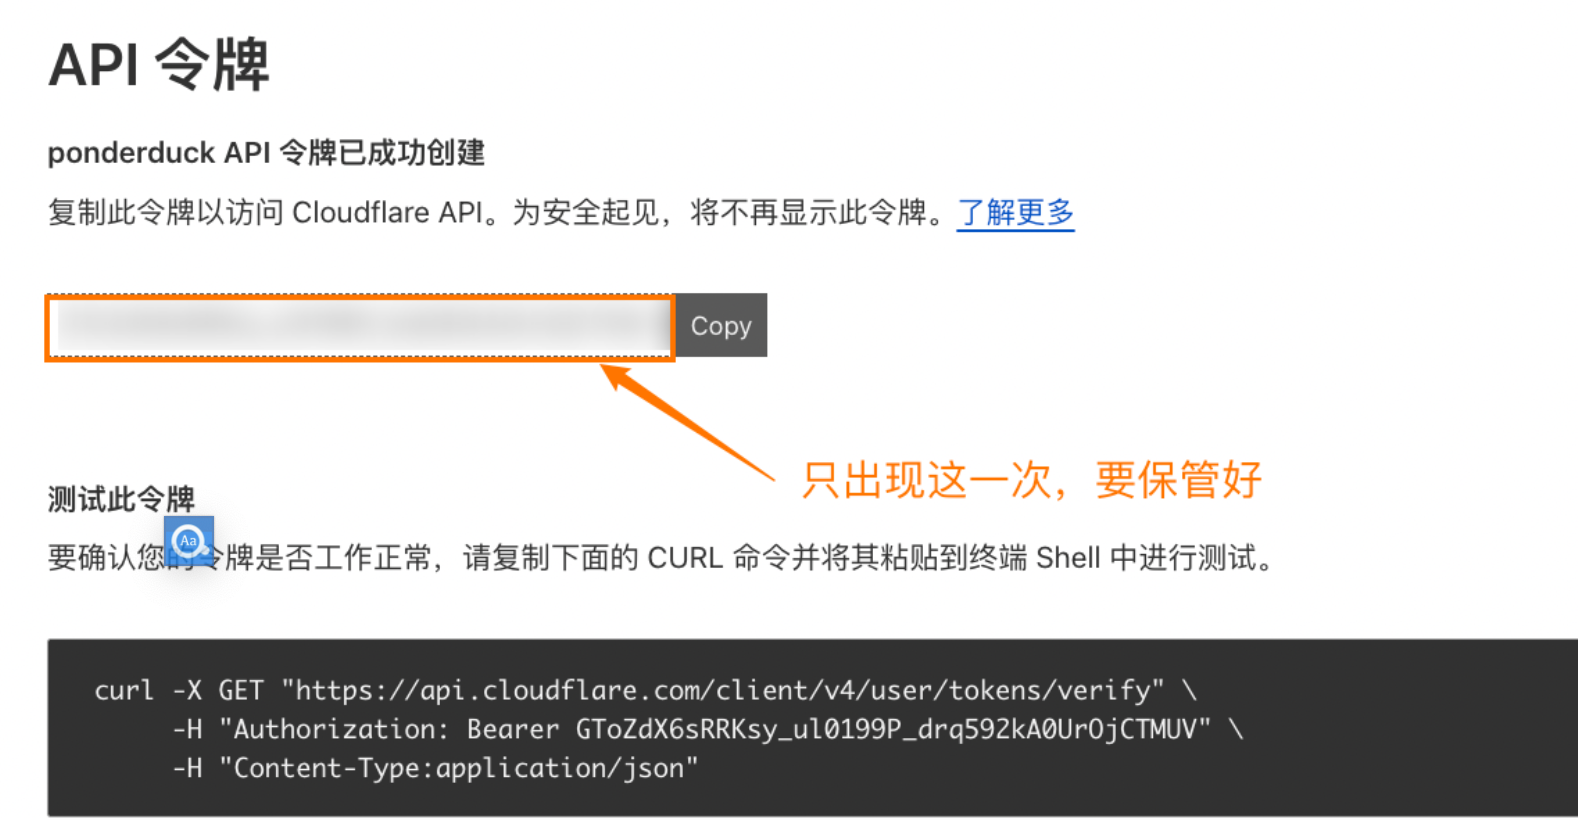 API 令牌
ponderduck API 令牌已成功创建
复制此令牌以访问 Cloudflare API。为安全起见，将不再显示此令牌。了解更多
Copy
只出现这一次，要保管好
测试此令牌
Aa
要确认您的令牌是否工作正常，请复制下面的 CURL 命令并将其粘贴到终端 Shell 中进行测试。
curl -X GET "https://api.cloudflare.com/client/v4/user/tokens/verify" \
-H "Authorization: Bearer GToZdX6sRRKsy_ul0199P_drq592kA0UrOjCTMUV" \
-H "Content-Type:application/json"